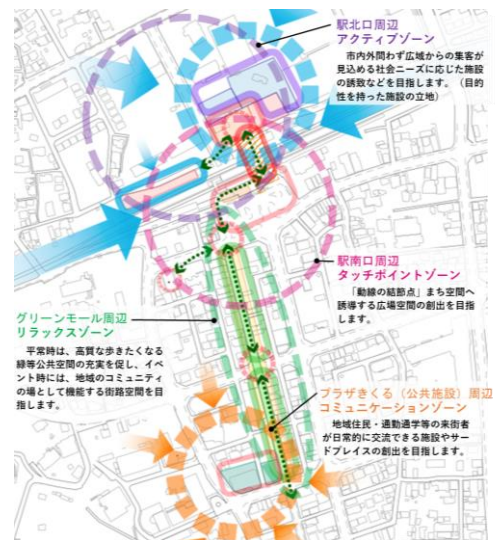 駅北口周辺
アクティブゾーン
市内外問わず広域からの集客が
見込める社会ニーズに応じた施設
の誘致などを目指します。（目的
性を持った施設の立地）
駅南口周辺
タッチポイントゾーン
「動線の結節点」まち空間へ
誘導する広場空間の創出を目指
します。
グリーンモール周辺
リラックスゾーン
平常時は、高質な歩きたくなる
緑等公共空間の充実を促し、イベ
ント時には、地域のコミュニティ
の場として機能する街路空間を目
指します。
プラザきくる（公共施設）周辺
コミュニケーションゾーン
地域住民・通勤通学等の来街者
が日常的に交流できる施設やサー
ドプレイスの創出を目指します。